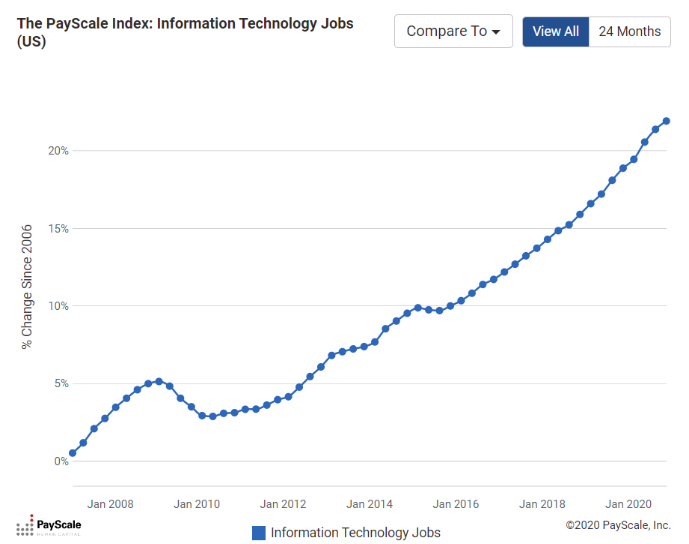 The PayScale Index: Information Technology Jobs
(US)
Compare To
View All
24 Months
% Change Since 2006
20%
15%
10%
5%
0%
Jan 2008
Jan 2010
Jan 2012
Jan 2014
Jan 2016
Jan 2018
Jan 2020
PayScale
HUMAN CAPITAL
Information Technology Jobs
©2020 PayScale, Inc.